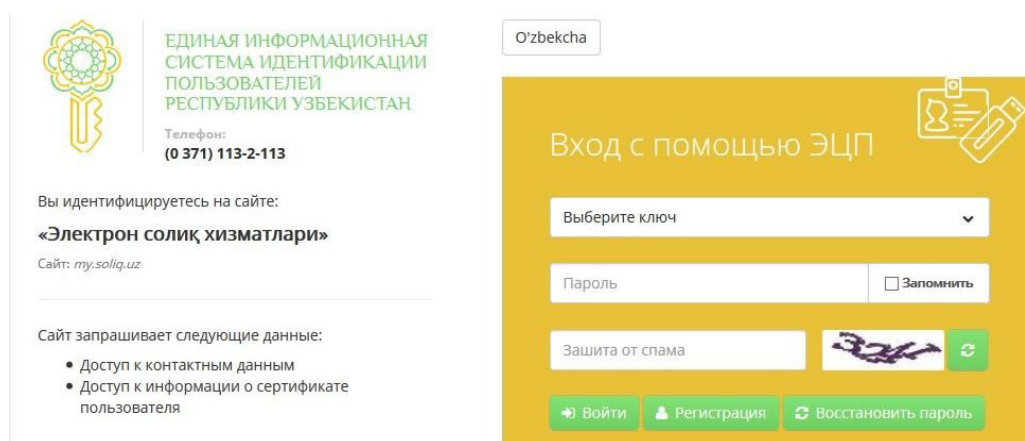 ЕДИНАЯ ИНФОРМАЦИОННАЯ
СИСТЕМА ИДЕНТИФИКАЦИИ
ПОЛЬЗОВАТЕЛЕЙ
РЕСПУБЛИКИ УЗБЕКИСТАН
Телефон:
(0 371) 113-2-113
Вы идентифицируетесь на сайте:
«Электрон солиқ хизматлари»
Сайт: my.soliq.uz
Сайт запрашивает следующие данные:
Доступ к контактным данным
Доступ к информации о сертификате
пользователя
O'zbekcha
Вход с помощью ЭЦП
Выберите ключ
Пароль
Запомнить
Зашита от спама
Войти
Регистрация
Восстановить пароль